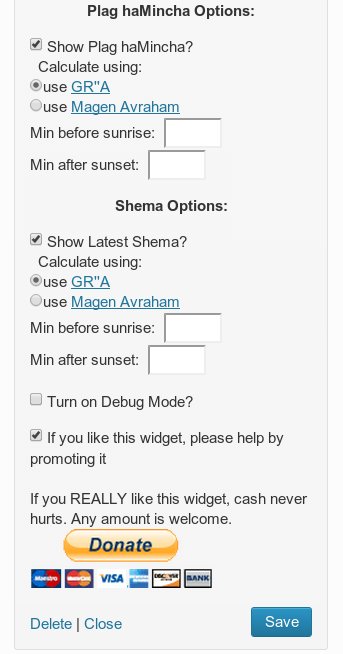 Plag haMincha Options:
Show Plag haMincha?
Calculate using:
use GR"A
use Magen Avraham
Min before sunrise:
Min after sunset:
Shema Options:
Show Latest Shema?
Calculate using:
use GR"A
use Magen Avraham
Min before sunrise:
Min after sunset:
Turn on Debug Mode?
If you like this widget, please help by
promoting it
If you REALLY like this widget, cash never
hurts. Any amount is welcome.
Donate
Maestro MasterCard VISA DISCOVER BANK
Delete | Close
Save